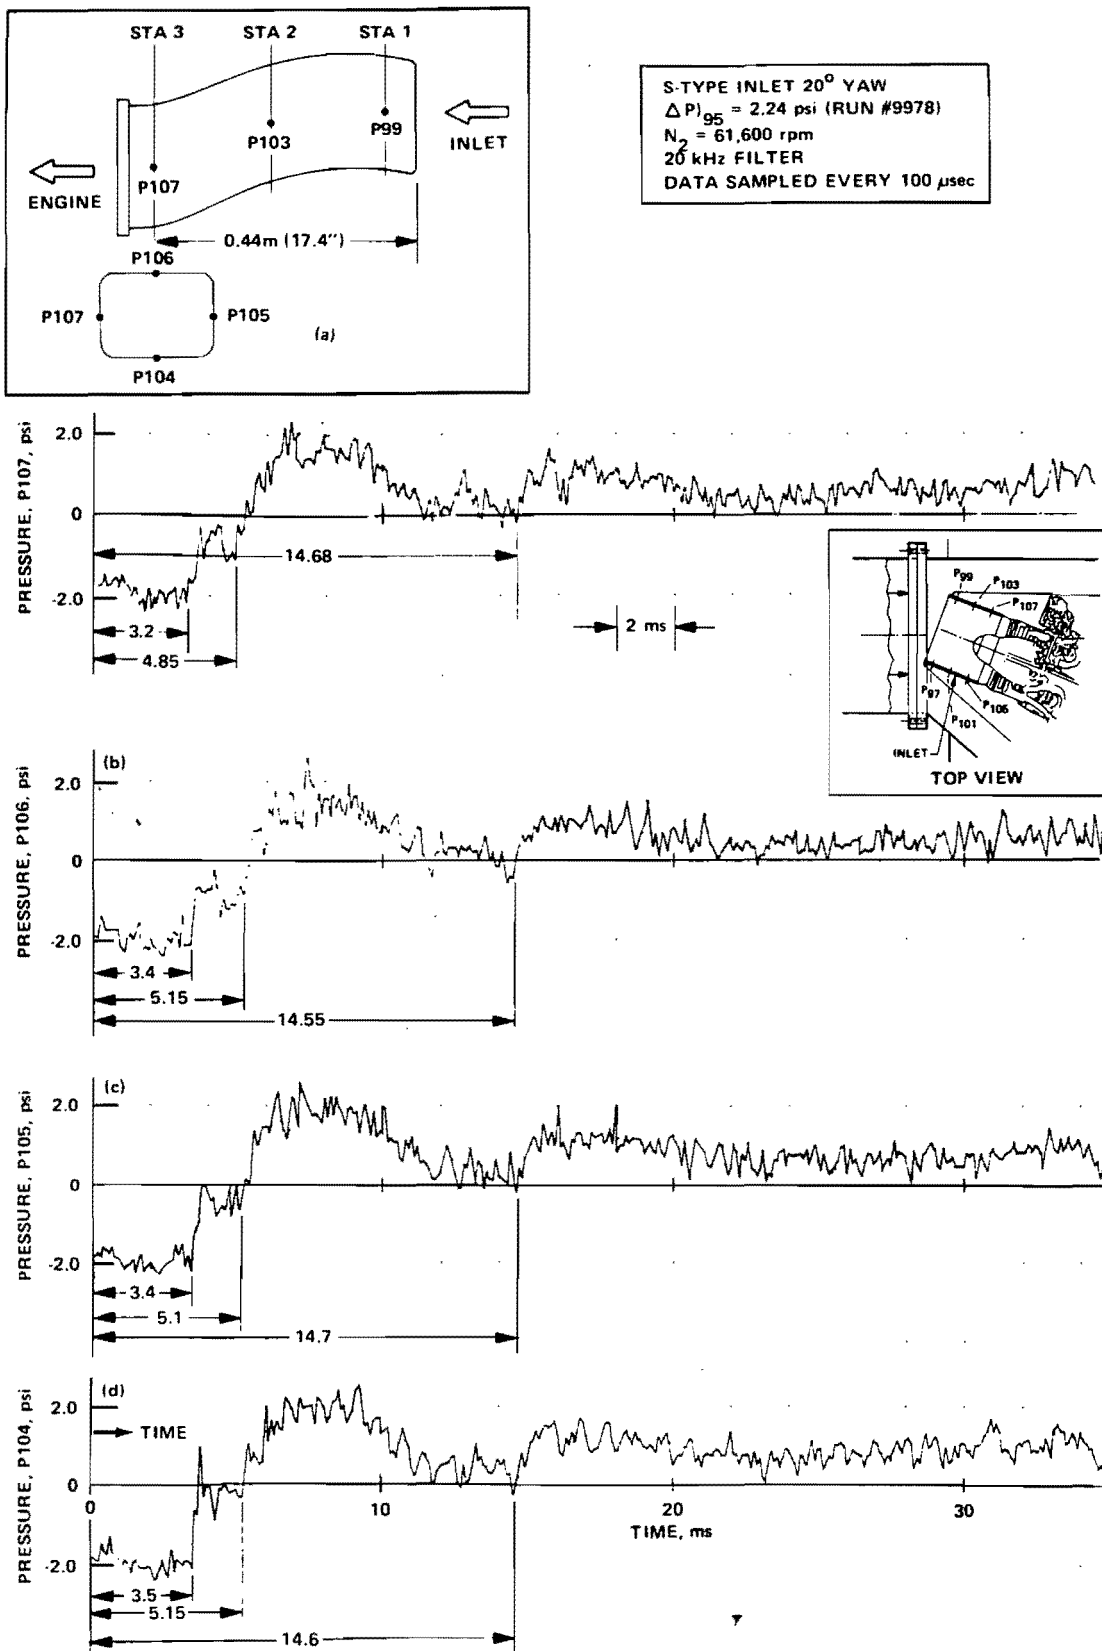 STA 3 STA 2 STA 1
P99
P103
INLET
P107
ENGINE
0.44m (17.4")
P106
P107 P105
(a)
P104
S-TYPE INLET 20° YAW
ΔP)95 = 2.24 psi (RUN #9978)
N2 = 61,600 rpm
20 kHz FILTER
DATA SAMPLED EVERY 100 μsec
PRESSURE, P107, psi
2.0
0
-2.0
14.68
3.2
4.85
2 ms
P99
P103
P107
P97
P101
P105
INLET
TOP VIEW
PRESSURE, P106, psi
(b)
2.0
0
-2.0
3.4
5.15
14.55
PRESSURE, P105, psi
(c)
2.0
0
-2.0
3.4
5.1
14.7
PRESSURE, P104, psi
(d)
2.0
TIME
0
-2.0
0 10 20 30
TIME, ms
3.5
5.15
14.6